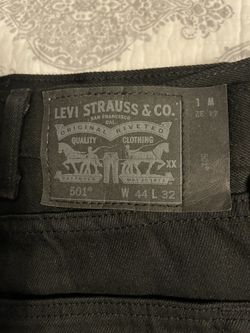 LEVI STRAUSS & CO.
SAN FRANCISCO
CAL.
ORIGINAL RIVETED
QUALITY CLOTHING
XX
501®
W 44 L 32